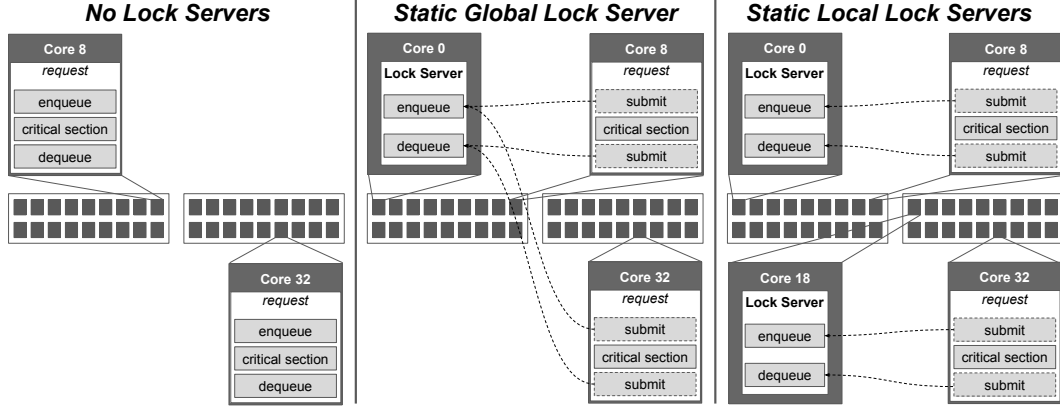 No Lock Servers
Core 8
request
enqueue
critical section
dequeue
Core 32
request
enqueue
critical section
dequeue
Static Global Lock Server
Core 0
Lock Server
enqueue
dequeue
Core 8
request
submit
critical section
submit
Core 32
request
submit
critical section
submit
Static Local Lock Servers
Core 0
Lock Server
enqueue
dequeue
Core 8
request
submit
critical section
submit
Core 18
Lock Server
enqueue
dequeue
Core 32
request
submit
critical section
submit